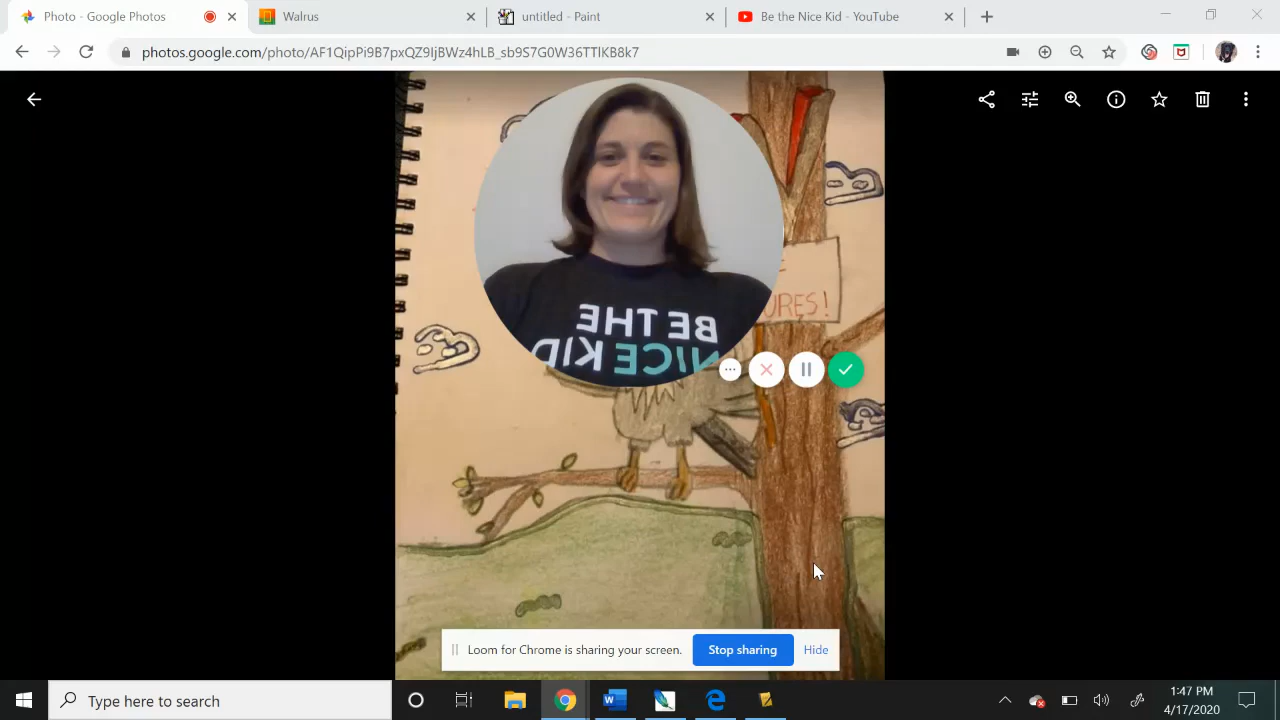 Photo - Google Photos
Walrus
untitled - Paint
Be the Nice Kid - YouTube
photos.google.com/photo/AF1QipPi9B7pxQZ9IjBWz4hLB_sb9S7G0W36TTIKB8k7
BE THE
NICE KID
URES!
Loom for Chrome is sharing your screen.
Stop sharing
Hide
Type here to search
1:47 PM
4/17/2020